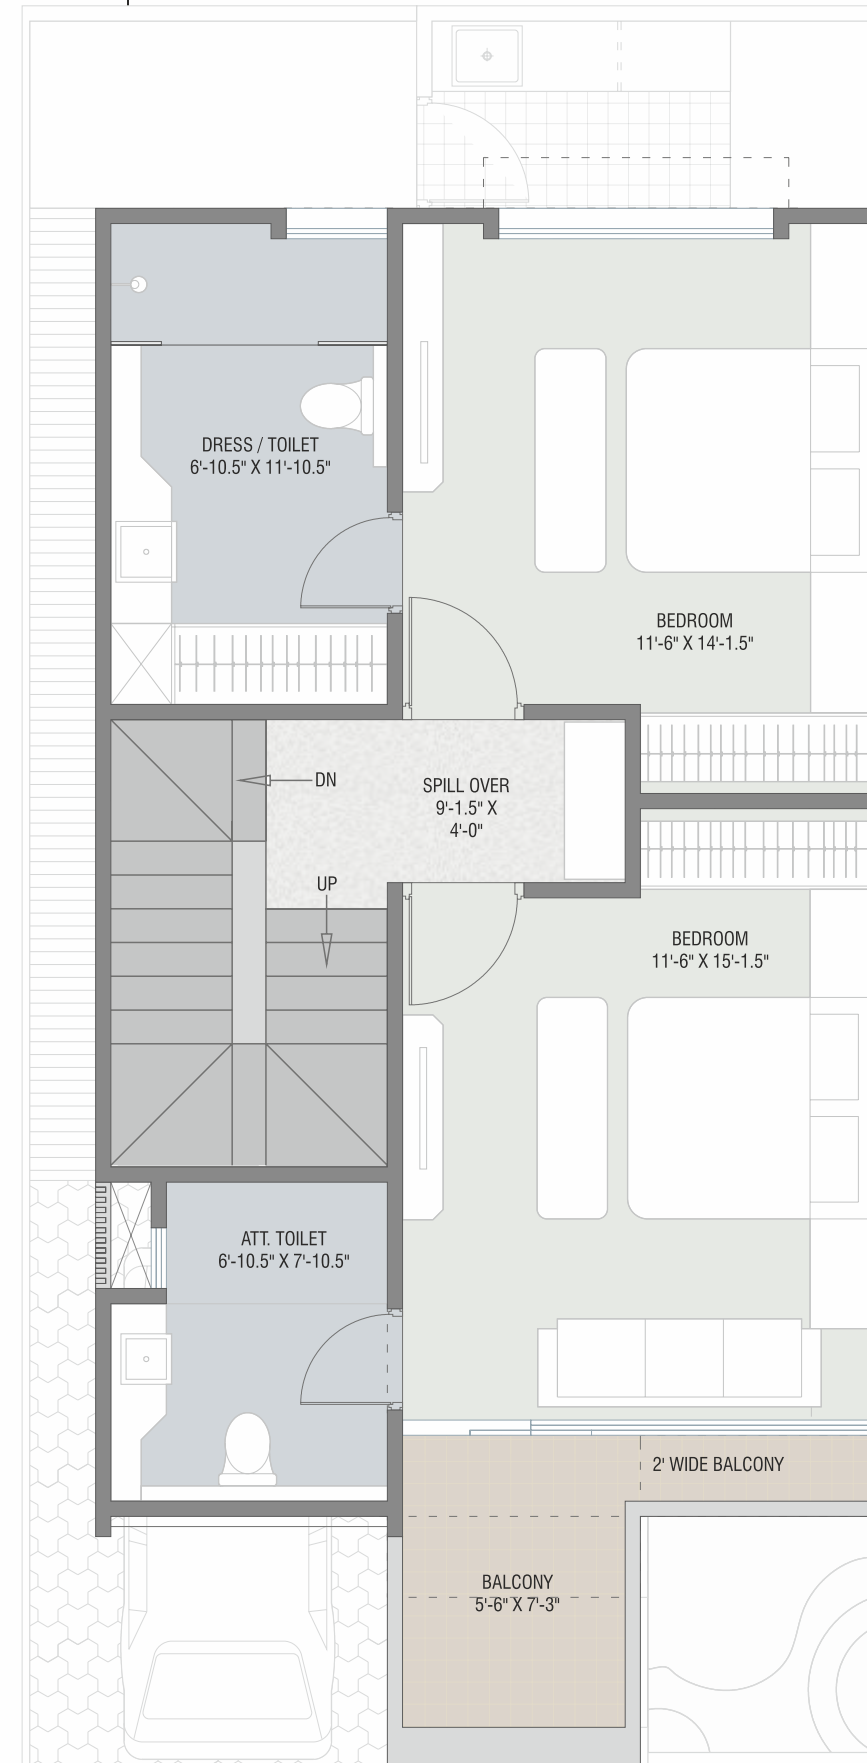 DRESS / TOILET
6'-10.5" X 11'-10.5"
BEDROOM
11'-6" X 14'-1.5"
DN
SPILL OVER
9'-1.5" X
4'-0"
UP
BEDROOM
11'-6" X 15'-1.5"
ATT. TOILET
6'-10.5" X 7'-10.5"
2' WIDE BALCONY
BALCONY
5'-6" X 7'-3"